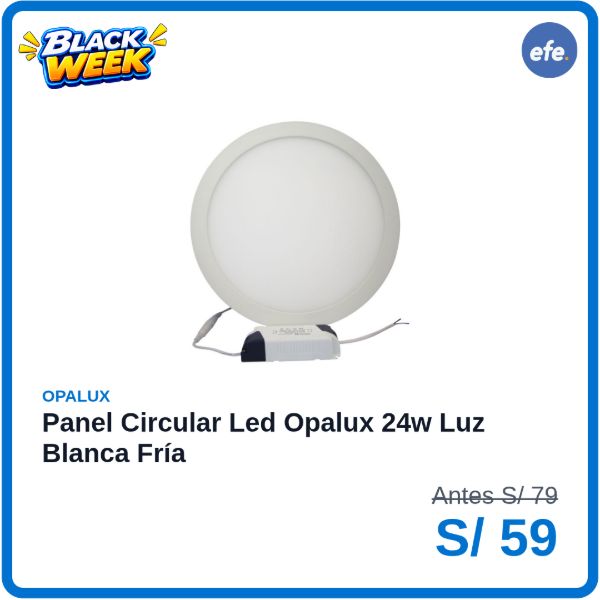 BLACK
WEEK
efe.
OPALUX
Panel Circular Led Opalux 24w Luz
Blanca Fría
Antes S/ 79
S/ 59